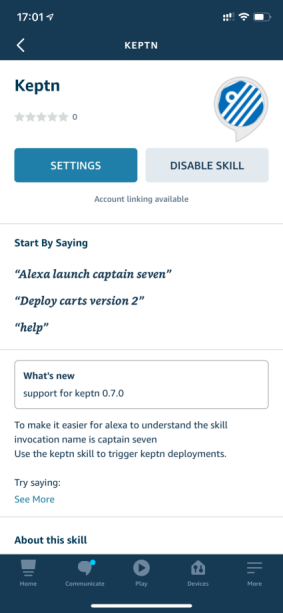 17:01
KEPTN
Keptn
0
SETTINGS
DISABLE SKILL
Account linking available
Start By Saying
“Alexa launch captain seven”
“Deploy carts version 2”
“help”
What's new
support for keptn 0.7.0
To make it easier for alexa to understand the skill
invocation name is captain seven
Use the keptn skill to trigger keptn deployments.
Try saying:
See More
About this skill
Home
Communicate
Play
Devices
More